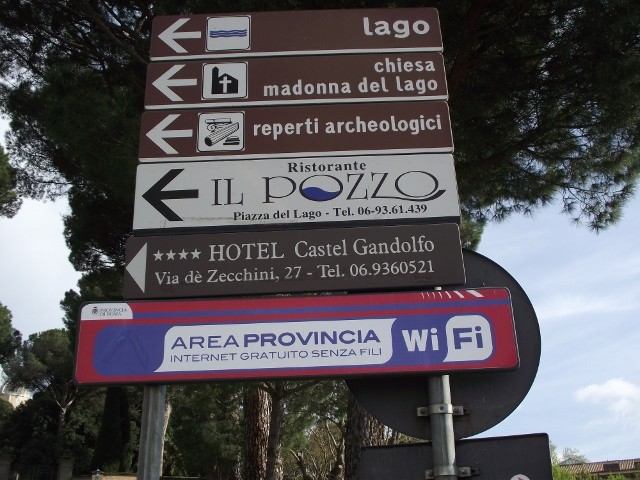 lago
chiesa
madonna del lago
reperti archeologici
Ristorante
IL POZZO
Piazza del Lago - Tel. 06-93.61.439
**** HOTEL Castel Gandolfo
Via dè Zecchini, 27 - Tel. 06.9360521
PROVINCIA
DI ROMA
AREA PROVINCIA
INTERNET GRATUITO SENZA FILI
Wi Fi